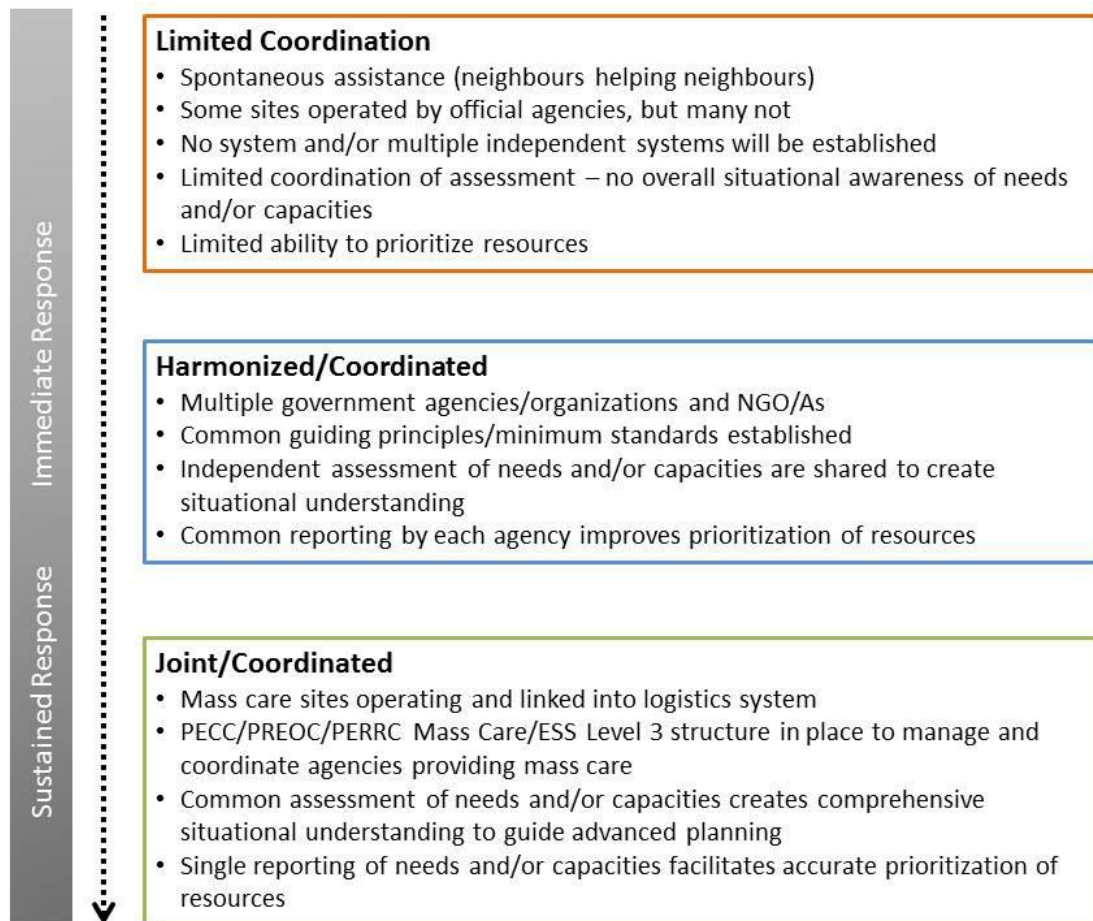 Immediate Response
Sustained Response
Limited Coordination
• Spontaneous assistance (neighbours helping neighbours)
• Some sites operated by official agencies, but many not
• No system and/or multiple independent systems will be established
• Limited coordination of assessment – no overall situational awareness of needs
and/or capacities
• Limited ability to prioritize resources
Harmonized/Coordinated
• Multiple government agencies/organizations and NGO/As
• Common guiding principles/minimum standards established
• Independent assessment of needs and/or capacities are shared to create
situational understanding
• Common reporting by each agency improves prioritization of resources
Joint/Coordinated
• Mass care sites operating and linked into logistics system
• PECC/PREOC/PERRC Mass Care/ESS Level 3 structure in place to manage and
coordinate agencies providing mass care
• Common assessment of needs and/or capacities creates comprehensive
situational understanding to guide advanced planning
• Single reporting of needs and/or capacities facilitates accurate prioritization of
resources